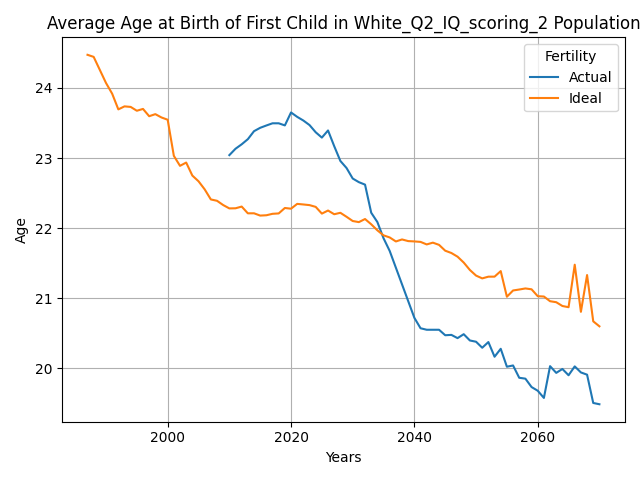 Average Age at Birth of First Child in White_Q2_IQ_scoring_2 Population
Fertility
Actual
Ideal
Age
24
23
22
21
20
2000
2020
2040
2060
Years